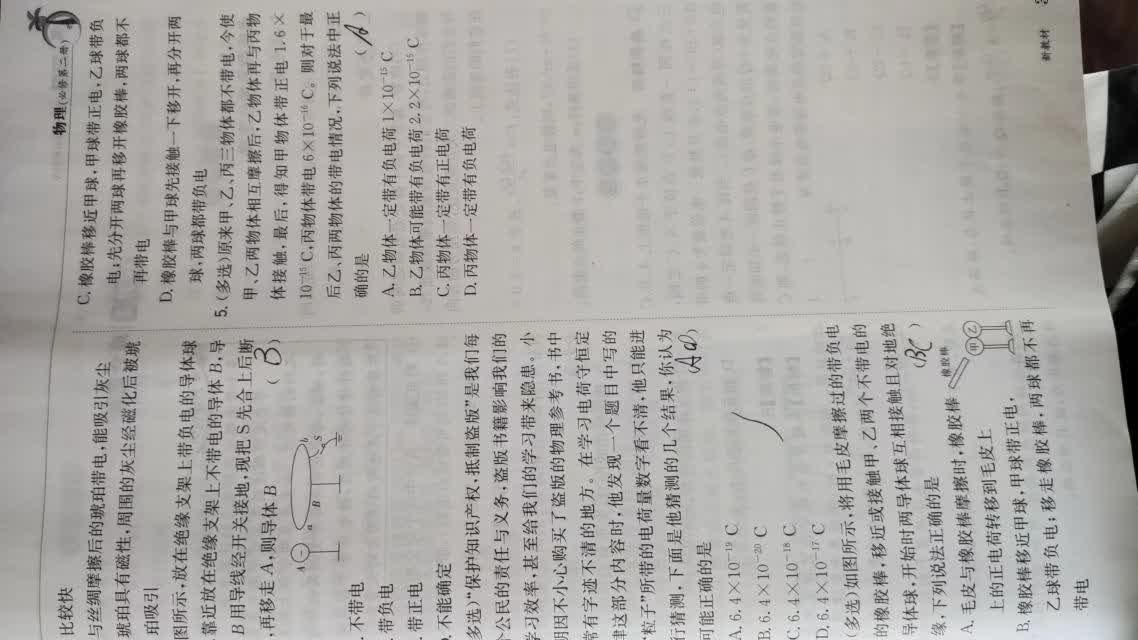 比较快
与丝绸摩擦后的琥珀带电,能吸引灰尘
琥珀具有磁性,周围的灰尘经磁化后被琥
珀吸引
图所示,放在绝缘支架上带负电的导体球
靠近放在绝缘支架上不带电的导体 B,导
B 用导线经开关接地,现把 S 先合上后断
,再移走 A,则导体 B
( B )
A
a
B
b
S
.不带电
.带负电
.带正电
.不能确定
多选)“保护知识产权,抵制盗版”是我们每
个公民的责任与义务,盗版书籍影响我们的
学习效率,甚至给我们的学习带来隐患。小
明因不小心购买了盗版的物理参考书,书中
常有字迹不清的地方。在学习电荷守恒定
律这部分内容时,他发现一个题目中写的
“粒子”所带的电荷量数字看不清,他只能进
行猜测,下面是他猜测的几个结果,你认为
可能正确的是
( AD )
A. 6.4×10⁻¹⁹ C
B. 6.4×10⁻²⁰ C
C. 6.4×10⁻¹⁸ C
D. 6.4×10⁻¹⁷ C
(多选)如图所示,将用毛皮摩擦过的带负电
的橡胶棒,移近或接触甲、乙两个不带电的
导体球,开始时两导体球互相接触且对地绝
缘,下列说法正确的是
( BC )
A. 毛皮与橡胶棒摩擦时,橡胶棒
上的正电荷转移到毛皮上
橡胶棒
甲
乙
B. 橡胶棒移近甲球,甲球带正电,
乙球带负电;移走橡胶棒,两球都不再
带电
物理(必修第二册)
C. 橡胶棒移近甲球,甲球带正电,乙球带负
电;先分开两球再移开橡胶棒,两球都不
再带电
D. 橡胶棒与甲球先接触一下移开,再分开两
球,两球都带负电
5. (多选)原来甲、乙、丙三物体都不带电,今使
甲、乙两物体相互摩擦后,乙物体再与丙物
体接触,最后,得知甲物体带正电 1.6×
10⁻¹⁵ C,丙物体带电 6×10⁻¹⁶ C。则对于最
后乙、丙两物体的带电情况,下列说法中正
确的是
( A )
A. 乙物体一定带有负电荷 1×10⁻¹⁵ C
B. 乙物体可能带有负电荷 2.2×10⁻¹⁵ C
C. 丙物体一定带有正电荷
D. 丙物体一定带有负电荷
新教材